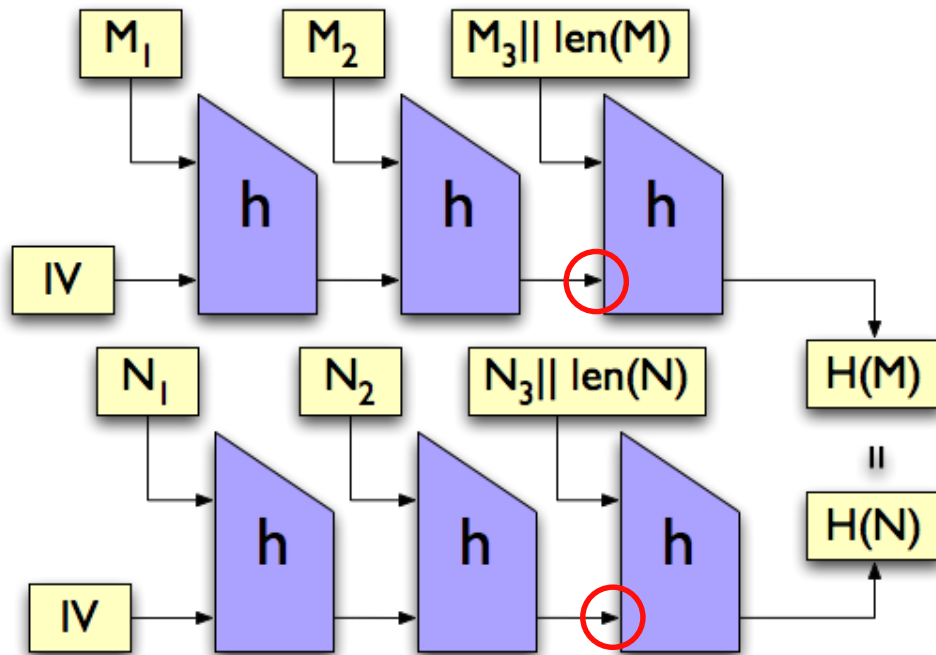 M₁ M₂ M₃|| len(M)
h h h
IV
H(M)
=
N₁ N₂ N₃|| len(N)
h h h
H(N)
IV